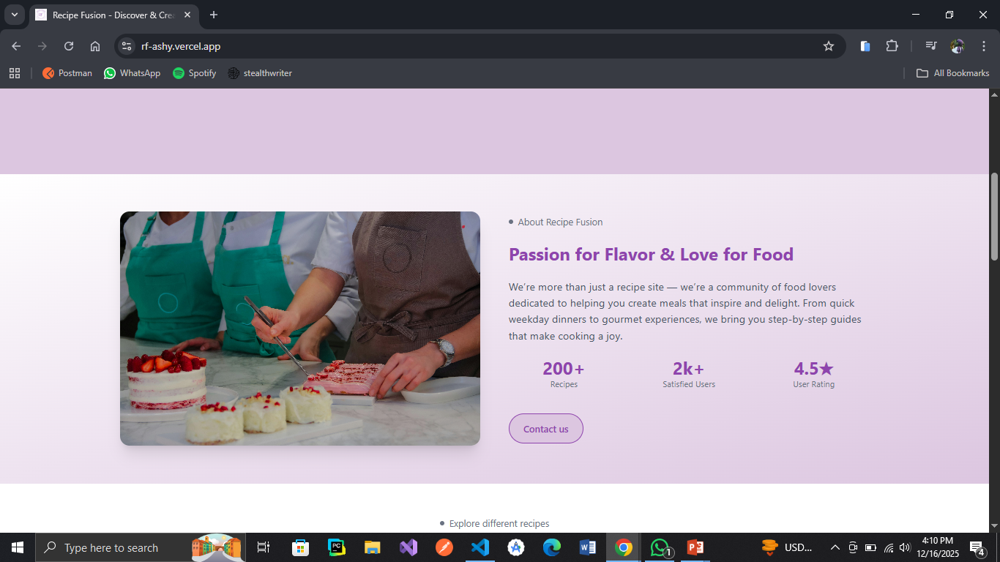 Recipe Fusion - Discover & Crea
rf-ashy.vercel.app
Postman
WhatsApp
Spotify
stealthwriter
All Bookmarks
• About Recipe Fusion
Passion for Flavor & Love for Food
We're more than just a recipe site — we're a community of food lovers
dedicated to helping you create meals that inspire and delight. From quick
weekday dinners to gourmet experiences, we bring you step-by-step guides
that make cooking a joy.
200+ 2k+ 4.5★
Recipes Satisfied Users User Rating
Contact us
• Explore different recipes
Type here to search
PC
1
USD...
4:10 PM
12/16/2025
4